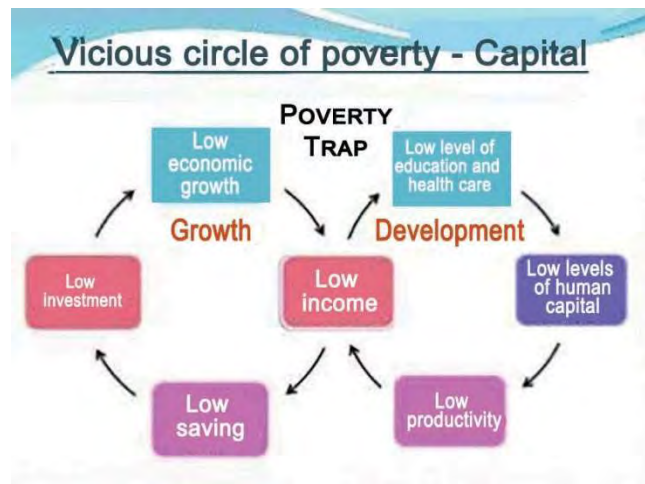 Vicious circle of poverty - Capital
POVERTY
TRAP
Low
economic
growth
Low level of
education and
health care
Growth
Development
Low
investment
Low
income
Low levels
of human
capital
Low
saving
Low
productivity